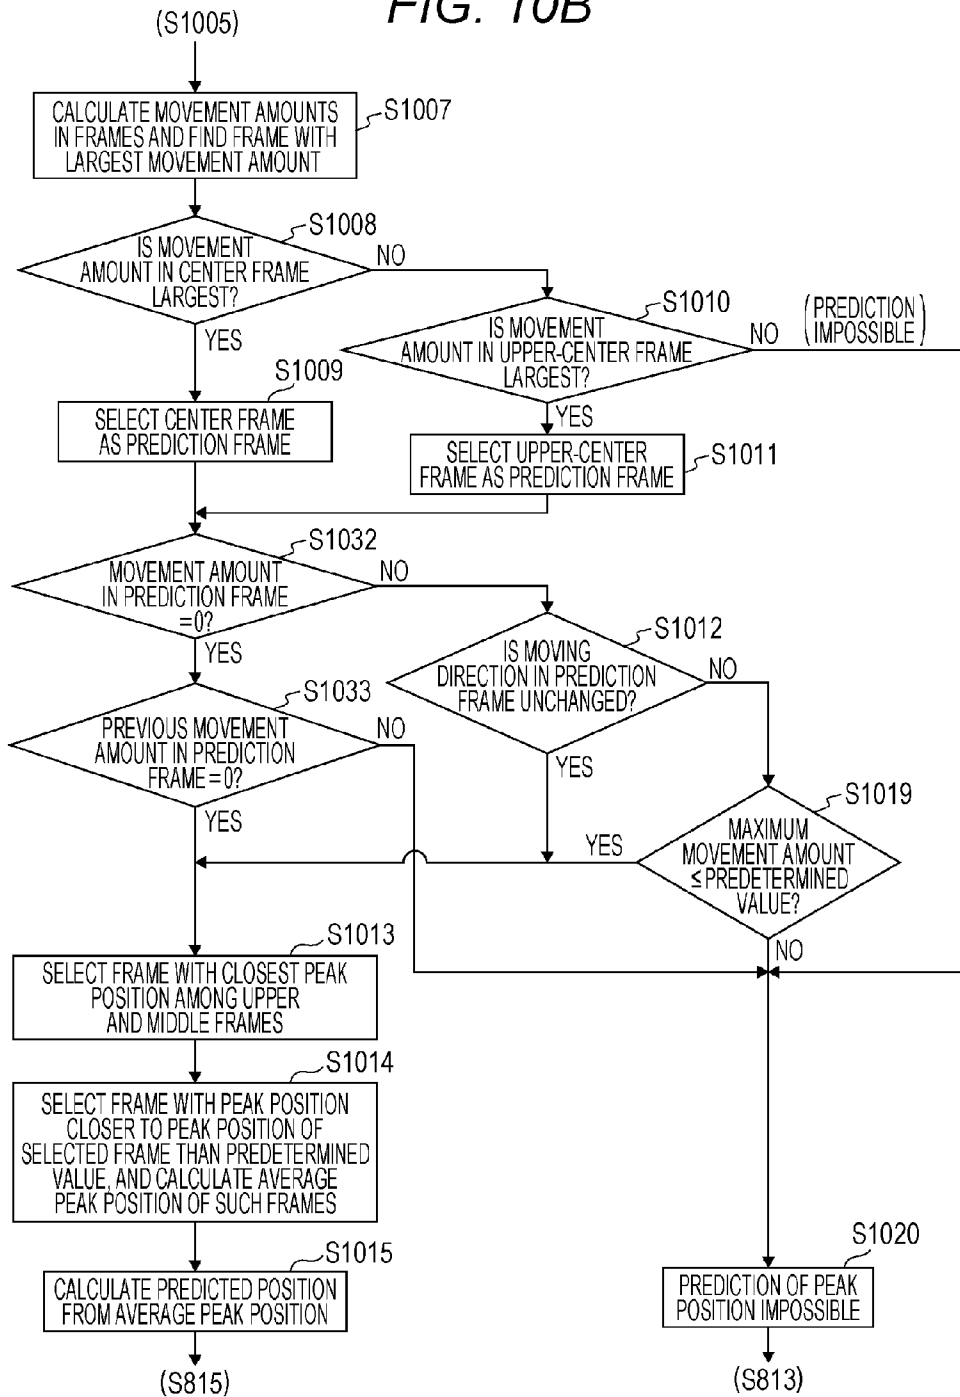 FIG. 10B
(S1005)
CALCULATE MOVEMENT AMOUNTS
IN FRAMES AND FIND FRAME WITH
LARGEST MOVEMENT AMOUNT
S1007
IS MOVEMENT
AMOUNT IN CENTER FRAME
LARGEST?
S1008
NO
YES
IS MOVEMENT
AMOUNT IN UPPER-CENTER FRAME
LARGEST?
S1010
NO
(PREDICTION
IMPOSSIBLE)
YES
SELECT CENTER FRAME
AS PREDICTION FRAME
S1009
SELECT UPPER-CENTER
FRAME AS PREDICTION FRAME
S1011
MOVEMENT AMOUNT
IN PREDICTION FRAME
=0?
S1032
NO
YES
IS MOVING
DIRECTION IN PREDICTION
FRAME UNCHANGED?
S1012
NO
YES
PREVIOUS MOVEMENT
AMOUNT IN PREDICTION
FRAME=0?
S1033
NO
YES
MAXIMUM
MOVEMENT AMOUNT
≤PREDETERMINED
VALUE?
S1019
YES
NO
SELECT FRAME WITH CLOSEST PEAK
POSITION AMONG UPPER
AND MIDDLE FRAMES
S1013
SELECT FRAME WITH PEAK POSITION
CLOSER TO PEAK POSITION OF
SELECTED FRAME THAN PREDETERMINED
VALUE, AND CALCULATE AVERAGE
PEAK POSITION OF SUCH FRAMES
S1014
CALCULATE PREDICTED POSITION
FROM AVERAGE PEAK POSITION
S1015
(S815)
PREDICTION OF PEAK
POSITION IMPOSSIBLE
S1020
(S813)